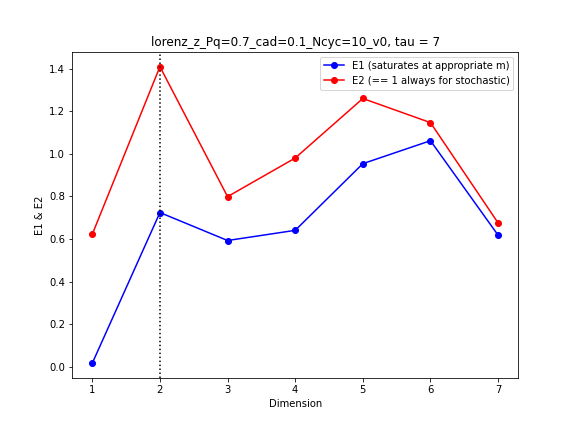 lorenz_z_Pq=0.7_cad=0.1_Ncyc=10_v0, tau = 7
E1 (saturates at appropriate m)
E2 (== 1 always for stochastic)
E1 & E2
1.4
1.2
1.0
0.8
0.6
0.4
0.2
0.0
1 2 3 4 5 6 7
Dimension